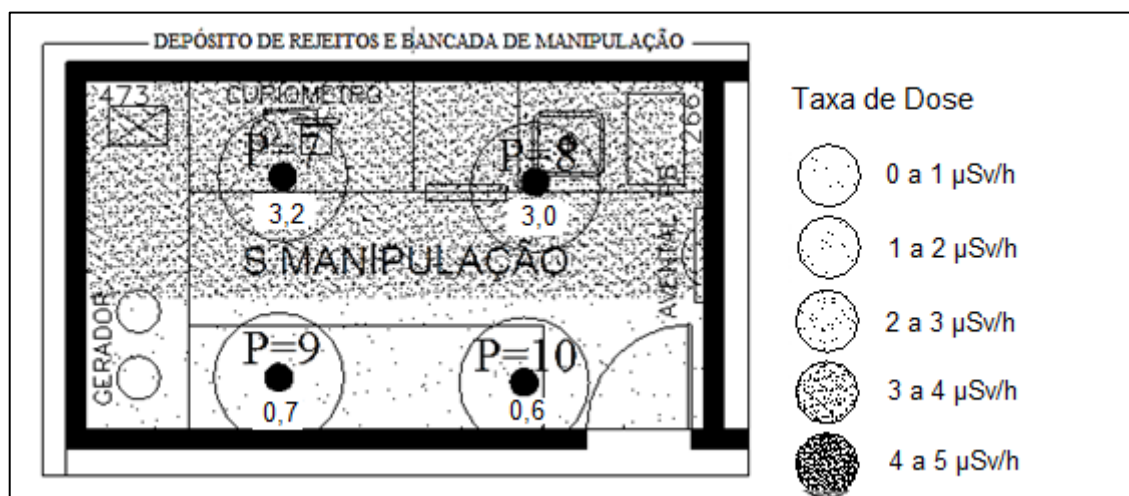 DEPÓSITO DE REJEITOS E BANCADA DE MANIPULAÇÃO
473
CURIOMETRO
266
P=7
P=8
3,2
3,0
AVENTAL PB
S MANIPULAÇÃO
GERADOR
P=9
P=10
0,7
0,6
Taxa de Dose
0 a 1 µSv/h
1 a 2 µSv/h
2 a 3 µSv/h
3 a 4 µSv/h
4 a 5 µSv/h